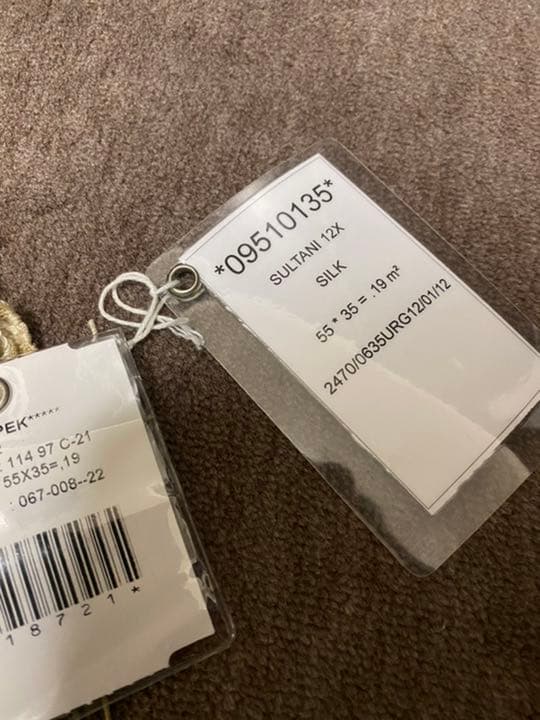 *09510135*
SULTANI 12X
SILK
55 * 35 = .19 m²
2470/0635URG12/01/12
PEK*****
114 97 C-21
55X35=,19
067-008--22
18721*